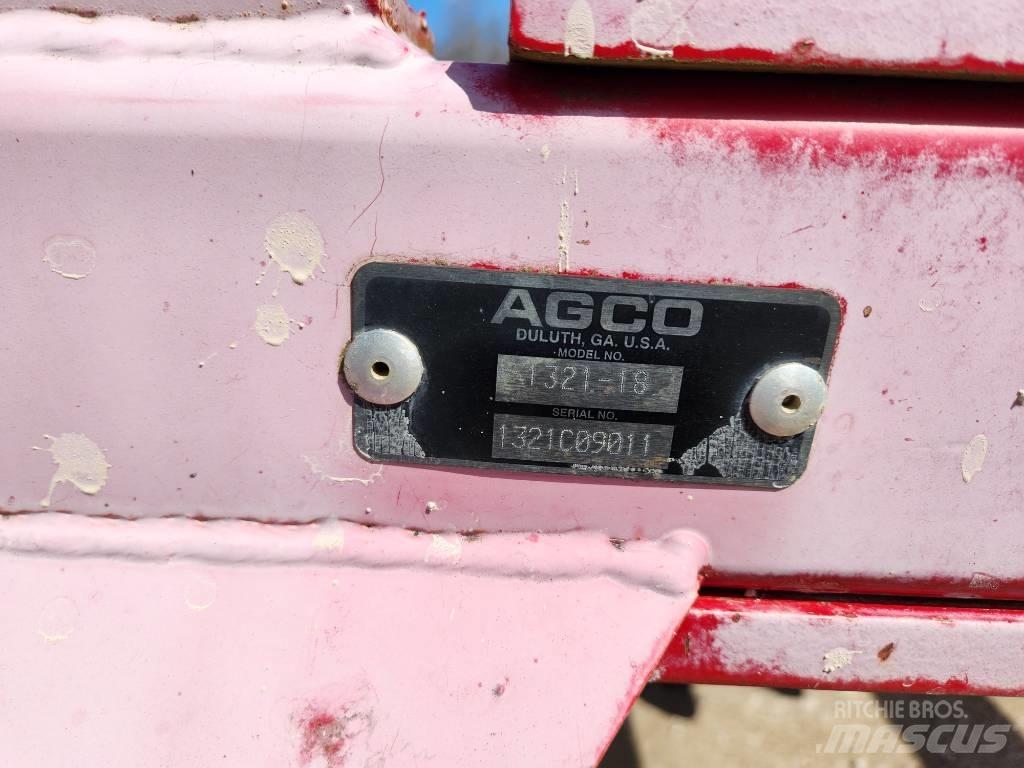 AGCO
DULUTH, GA. U.S.A.
MODEL NO.
1321-18
SERIAL NO.
1321C09011
RITCHIE BROS.
MASCUS